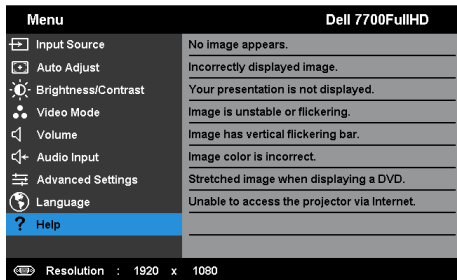 Menu Dell 7700FullHD
Input Source No image appears.
Auto Adjust Incorrectly displayed image.
Brightness/Contrast Your presentation is not displayed.
Video Mode Image is unstable or flickering.
Volume Image has vertical flickering bar.
Audio Input Image color is incorrect.
Advanced Settings Stretched image when displaying a DVD.
Language Unable to access the projector via Internet.
? Help
Resolution : 1920 x 1080